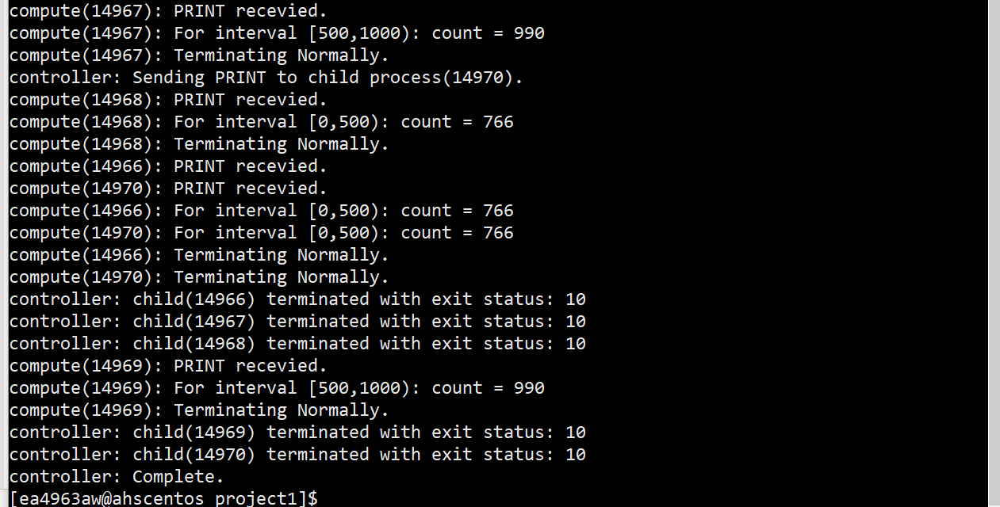 compute(14967): PRINT recevied.
compute(14967): For interval [500,1000): count = 990
compute(14967): Terminating Normally.
controller: Sending PRINT to child process(14970).
compute(14968): PRINT recevied.
compute(14968): For interval [0,500): count = 766
compute(14968): Terminating Normally.
compute(14966): PRINT recevied.
compute(14970): PRINT recevied.
compute(14966): For interval [0,500): count = 766
compute(14970): For interval [0,500): count = 766
compute(14966): Terminating Normally.
compute(14970): Terminating Normally.
controller: child(14966) terminated with exit status: 10
controller: child(14967) terminated with exit status: 10
controller: child(14968) terminated with exit status: 10
compute(14969): PRINT recevied.
compute(14969): For interval [500,1000): count = 990
compute(14969): Terminating Normally.
controller: child(14969) terminated with exit status: 10
controller: child(14970) terminated with exit status: 10
controller: Complete.
[ea4963aw@ahscentos project1]$